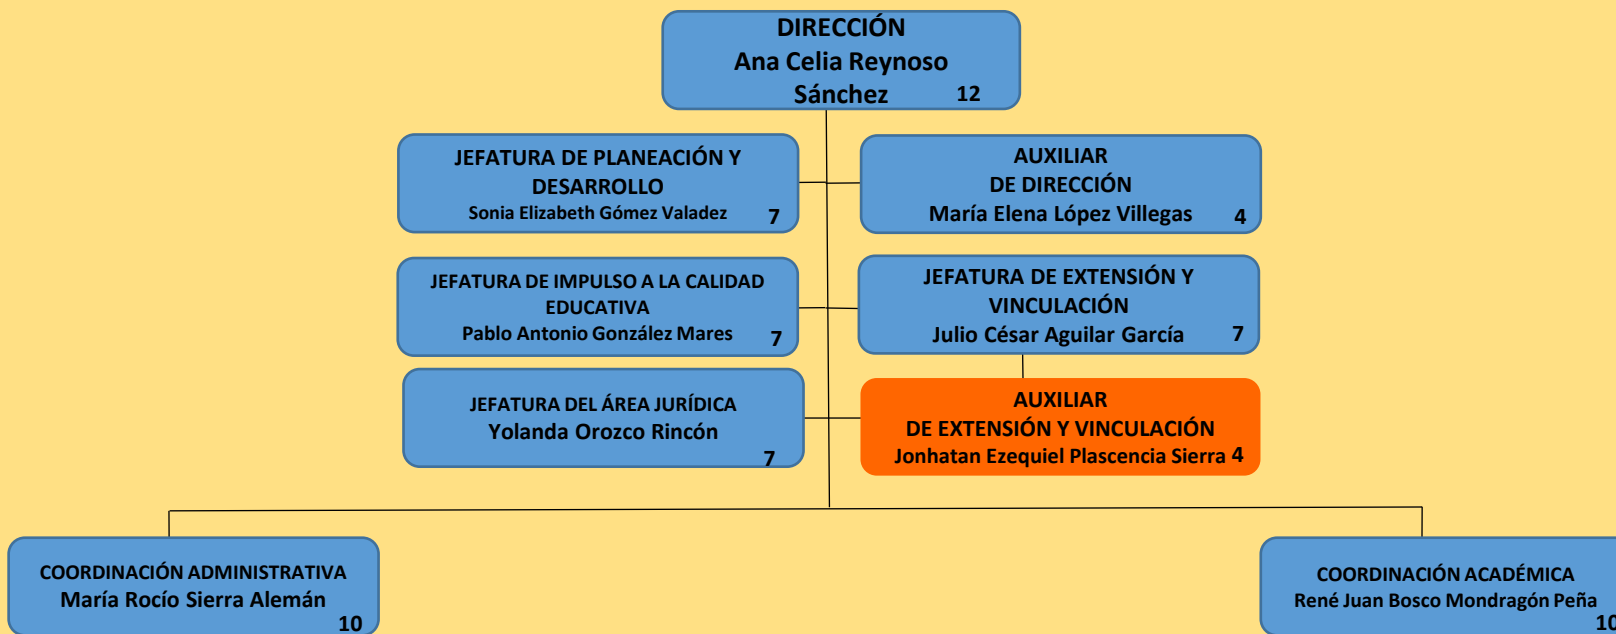 DIRECCIÓN
Ana Celia Reynoso
Sánchez 12
JEFATURA DE PLANEACIÓN Y
DESARROLLO
Sonia Elizabeth Gómez Valadez 7
AUXILIAR
DE DIRECCIÓN
María Elena López Villegas 4
JEFATURA DE IMPULSO A LA CALIDAD
EDUCATIVA
Pablo Antonio González Mares 7
JEFATURA DE EXTENSIÓN Y
VINCULACIÓN
Julio César Aguilar García 7
JEFATURA DEL ÁREA JURÍDICA
Yolanda Orozco Rincón
7
AUXILIAR
DE EXTENSIÓN Y VINCULACIÓN
Jonhatan Ezequiel Plascencia Sierra 4
COORDINACIÓN ADMINISTRATIVA
María Rocío Sierra Alemán
10
COORDINACIÓN ACADÉMICA
René Juan Bosco Mondragón Peña
10